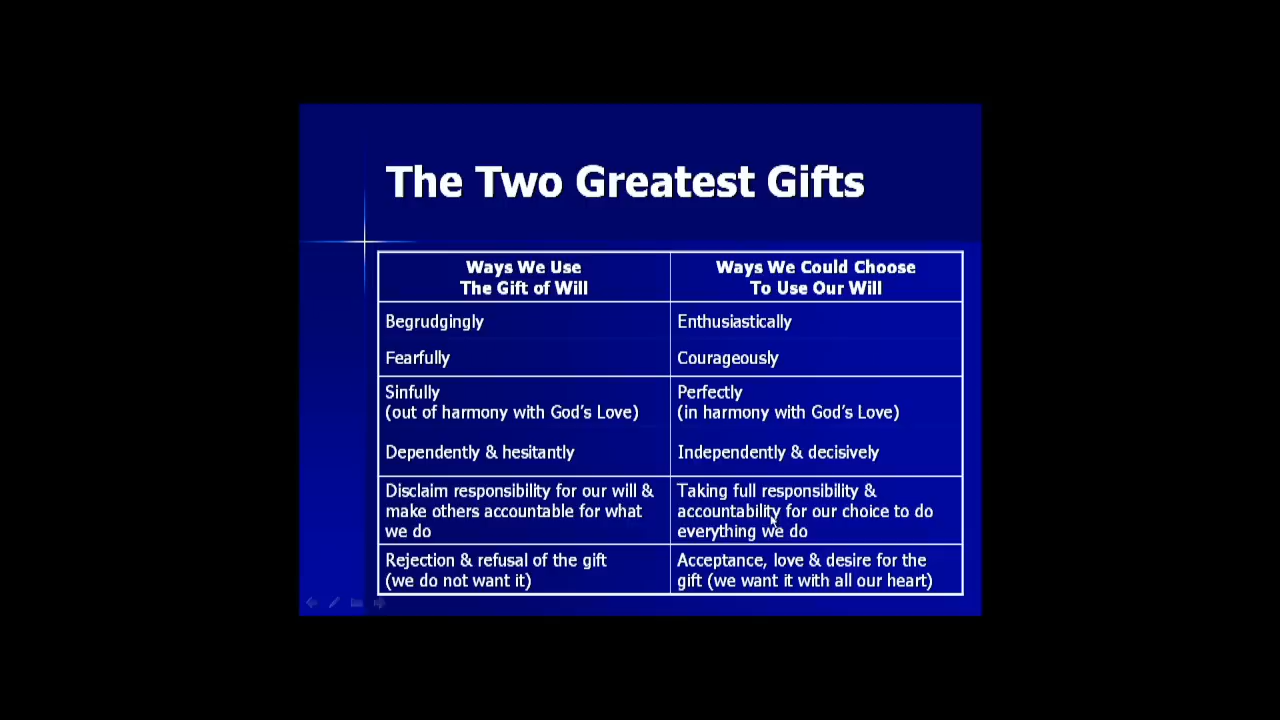 The Two Greatest Gifts
Ways We Use
The Gift of Will
Ways We Could Choose
To Use Our Will
Begrudgingly
Enthusiastically
Fearfully
Courageously
Sinfully
(out of harmony with God's Love)
Perfectly
(in harmony with God's Love)
Dependently & hesitantly
Independently & decisively
Disclaim responsibility for our will &
make others accountable for what
we do
Taking full responsibility &
accountability for our choice to do
everything we do
Rejection & refusal of the gift
(we do not want it)
Acceptance, love & desire for the
gift (we want it with all our heart)